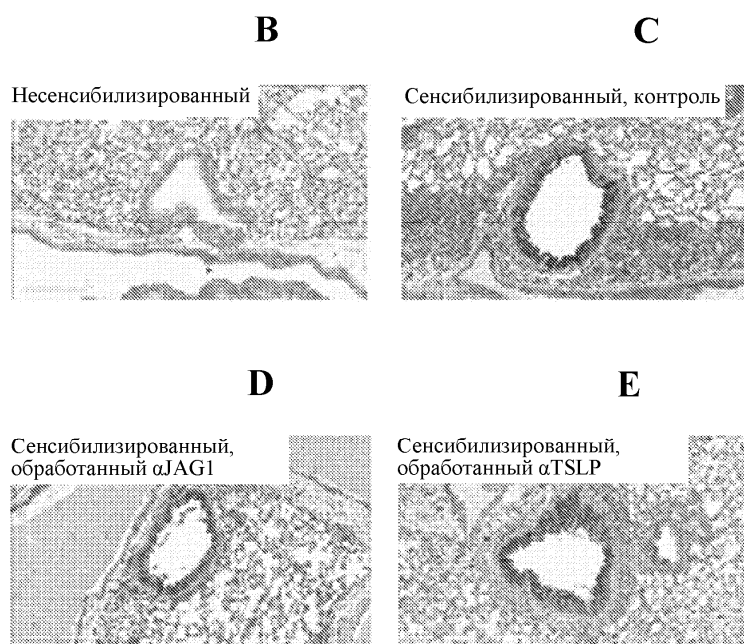 B
C
Несенсибилизированный
Сенсибилизированный, контроль
D
E
Сенсибилизированный,
обработанный αJAG1
Сенсибилизированный,
обработанный αTSLP